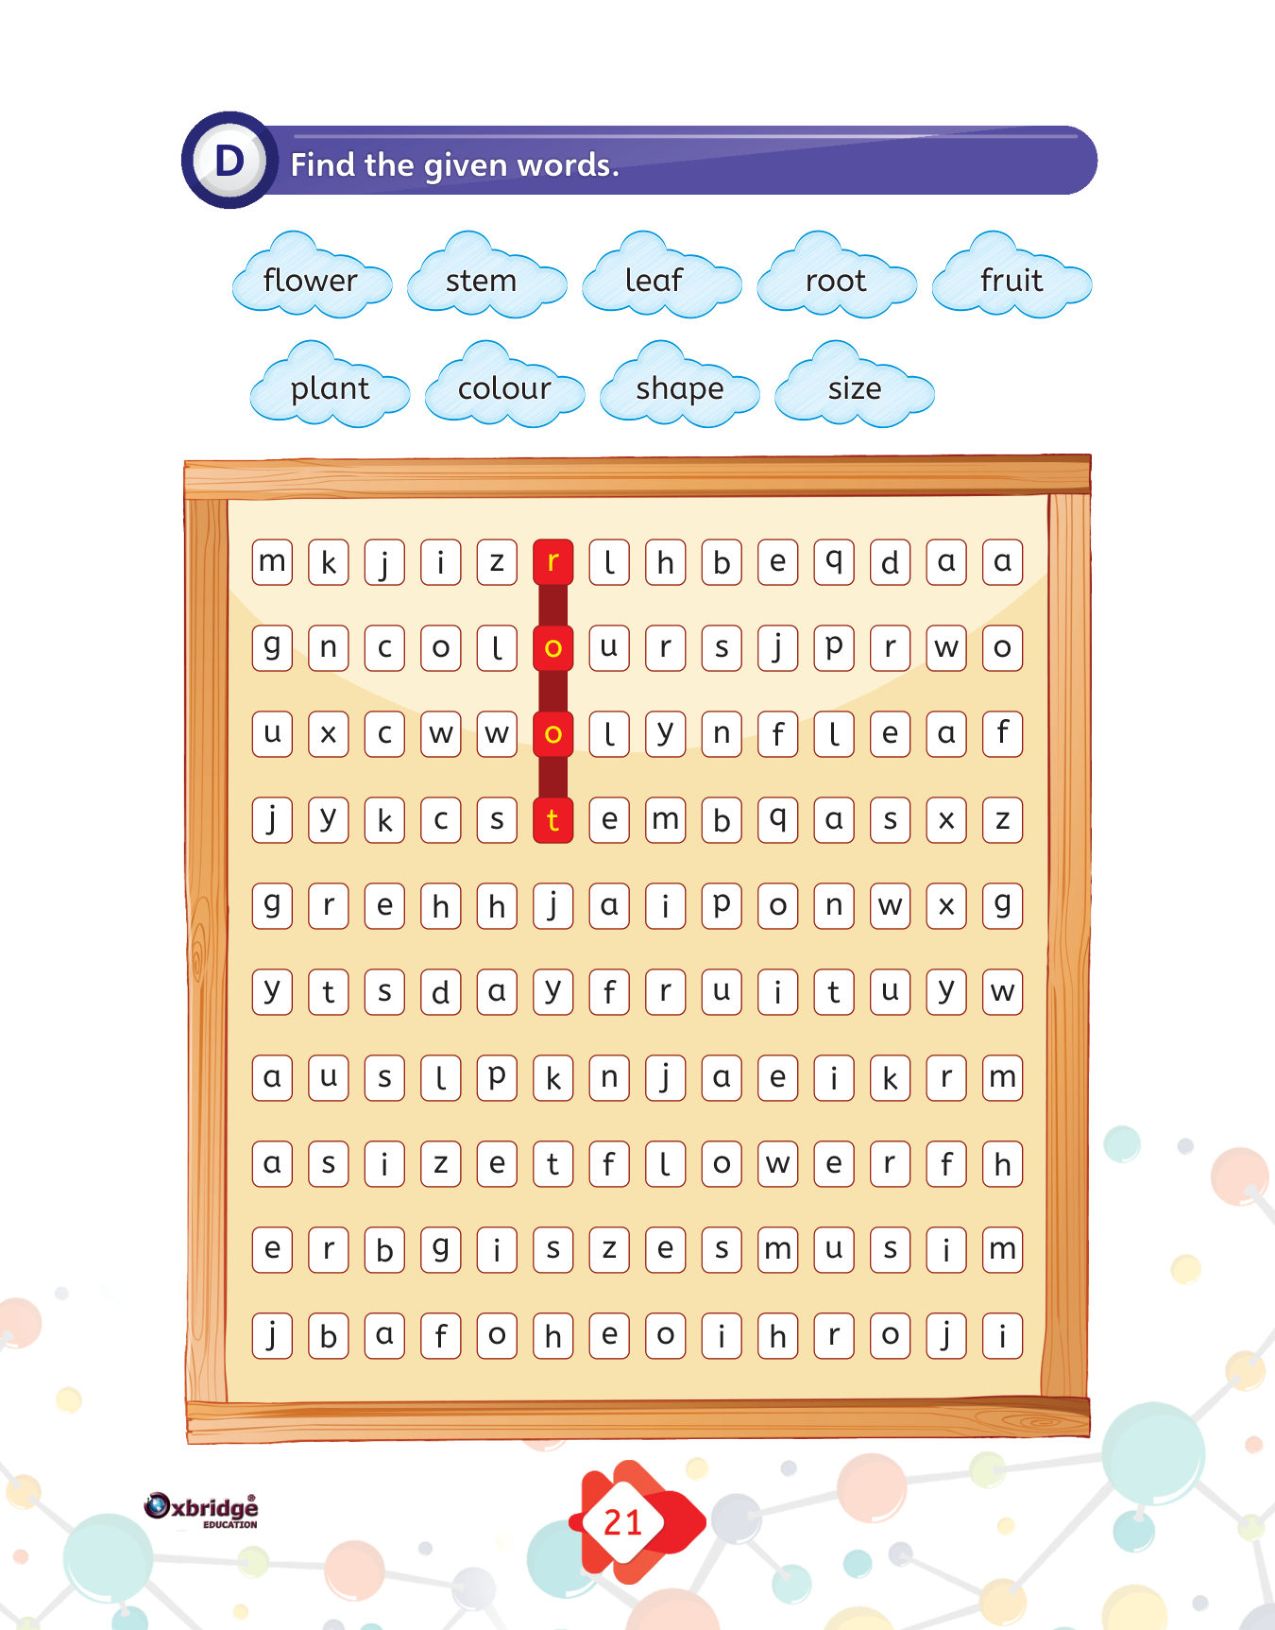 D Find the given words.
flower stem leaf root fruit
plant colour shape size
m k j i z r l h b e q d a a
g n c o l o u r s j p r w o
u x c w w o l y n f l e a f
j y k c s t e m b q a s x z
g r e h h j a i p o n w x g
y t s d a y f r u i t u y w
a u s l p k n j a e i k r m
a s i z e t f l o w e r f h
e r b g i s z e s m u s i m
j b a f o h e o i h r o j i
Oxbridge®
EDUCATION
21